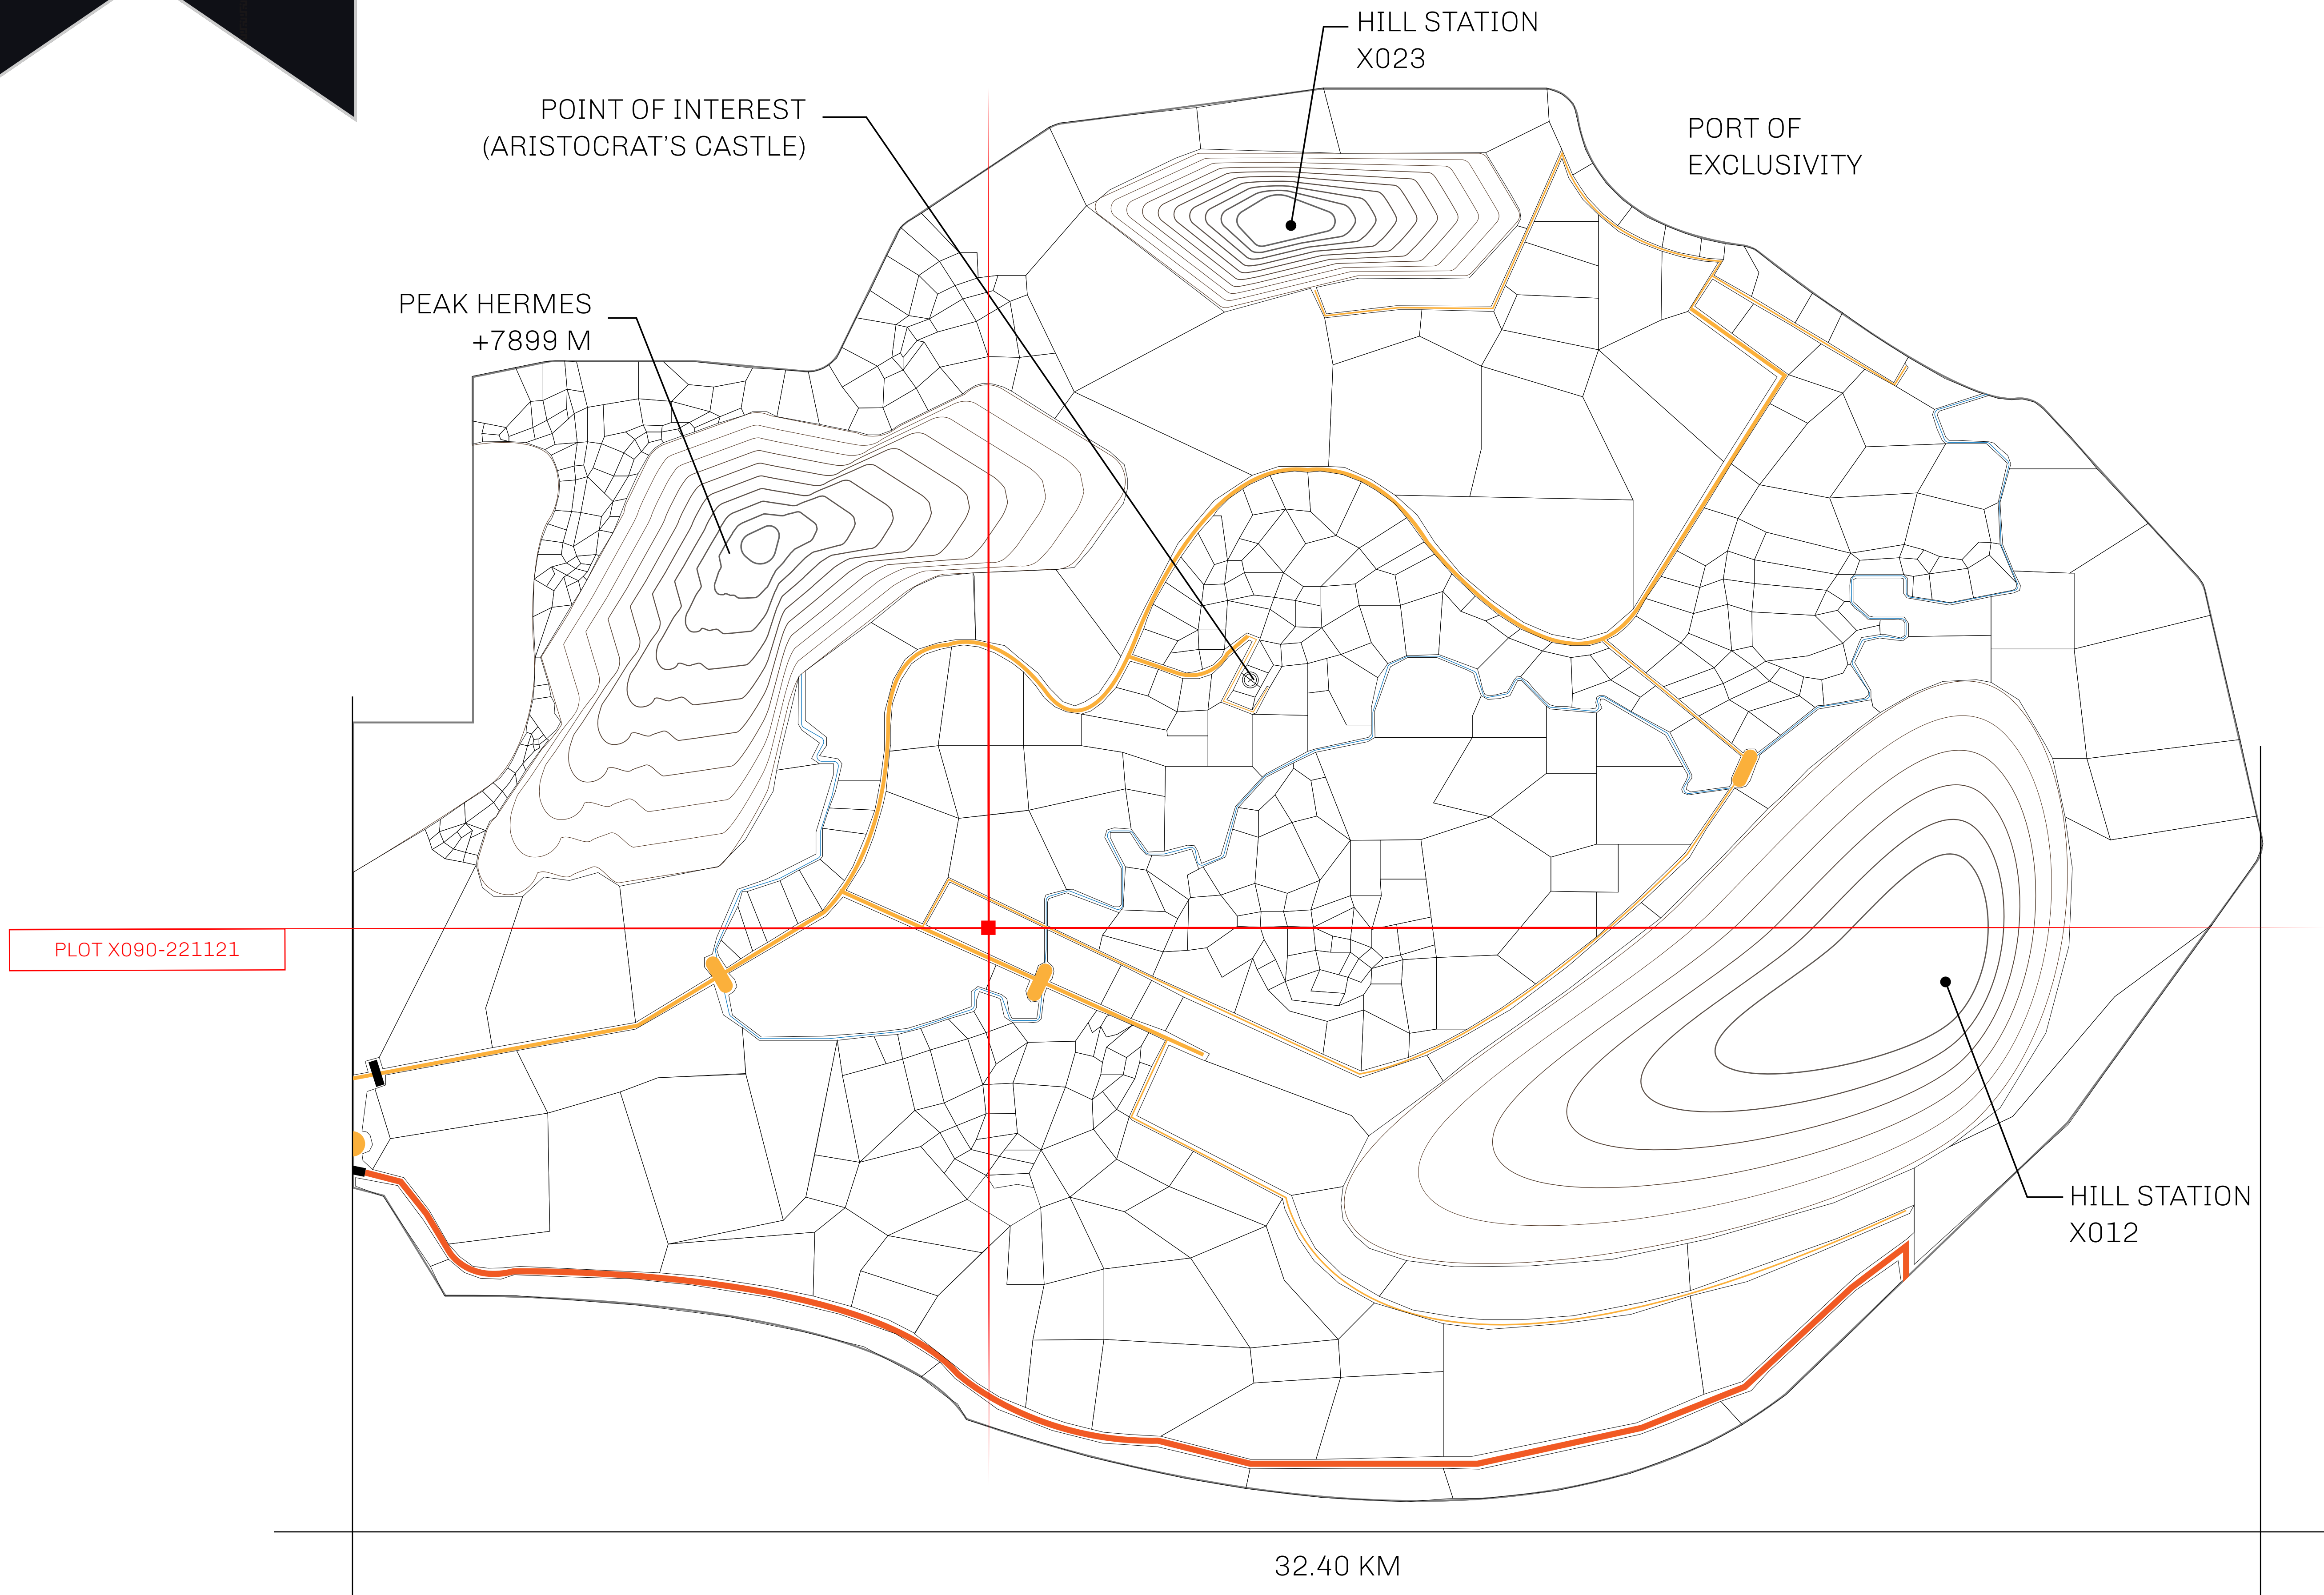 HILL STATION
X023
POINT OF INTEREST
(ARISTOCRAT'S CASTLE)
PORT OF
EXCLUSIVITY
PEAK HERMES
+7899 M
PLOT X090-221121
HILL STATION
X012
32.40 KM